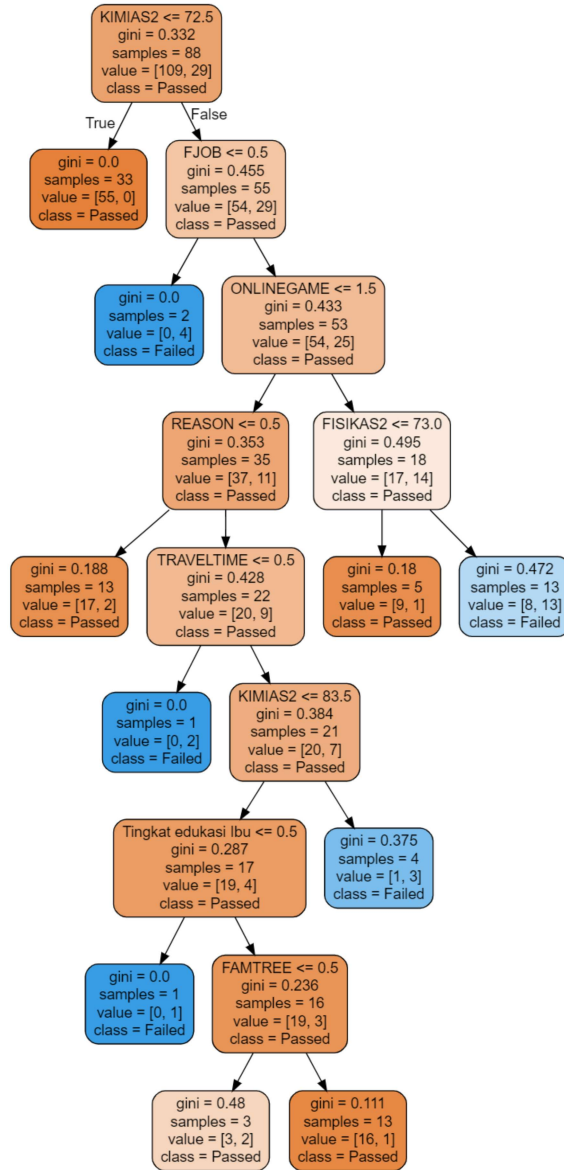 KIMIAS2 <= 72.5
gini = 0.332
samples = 88
value = [109, 29]
class = Passed
True
False
gini = 0.0
samples = 33
value = [55, 0]
class = Passed
FJOB <= 0.5
gini = 0.455
samples = 55
value = [54, 29]
class = Passed
gini = 0.0
samples = 2
value = [0, 4]
class = Failed
ONLINEGAME <= 1.5
gini = 0.433
samples = 53
value = [54, 25]
class = Passed
REASON <= 0.5
gini = 0.353
samples = 35
value = [37, 11]
class = Passed
FISIKAS2 <= 73.0
gini = 0.495
samples = 18
value = [17, 14]
class = Passed
gini = 0.188
samples = 13
value = [17, 2]
class = Passed
TRAVELTIME <= 0.5
gini = 0.428
samples = 22
value = [20, 9]
class = Passed
gini = 0.18
samples = 5
value = [9, 1]
class = Passed
gini = 0.472
samples = 13
value = [8, 13]
class = Failed
gini = 0.0
samples = 1
value = [0, 2]
class = Failed
KIMIAS2 <= 83.5
gini = 0.384
samples = 21
value = [20, 7]
class = Passed
Tingkat edukasi Ibu <= 0.5
gini = 0.287
samples = 17
value = [19, 4]
class = Passed
gini = 0.375
samples = 4
value = [1, 3]
class = Failed
gini = 0.0
samples = 1
value = [0, 1]
class = Failed
FAMTREE <= 0.5
gini = 0.236
samples = 16
value = [19, 3]
class = Passed
gini = 0.48
samples = 3
value = [3, 2]
class = Passed
gini = 0.111
samples = 13
value = [16, 1]
class = Passed